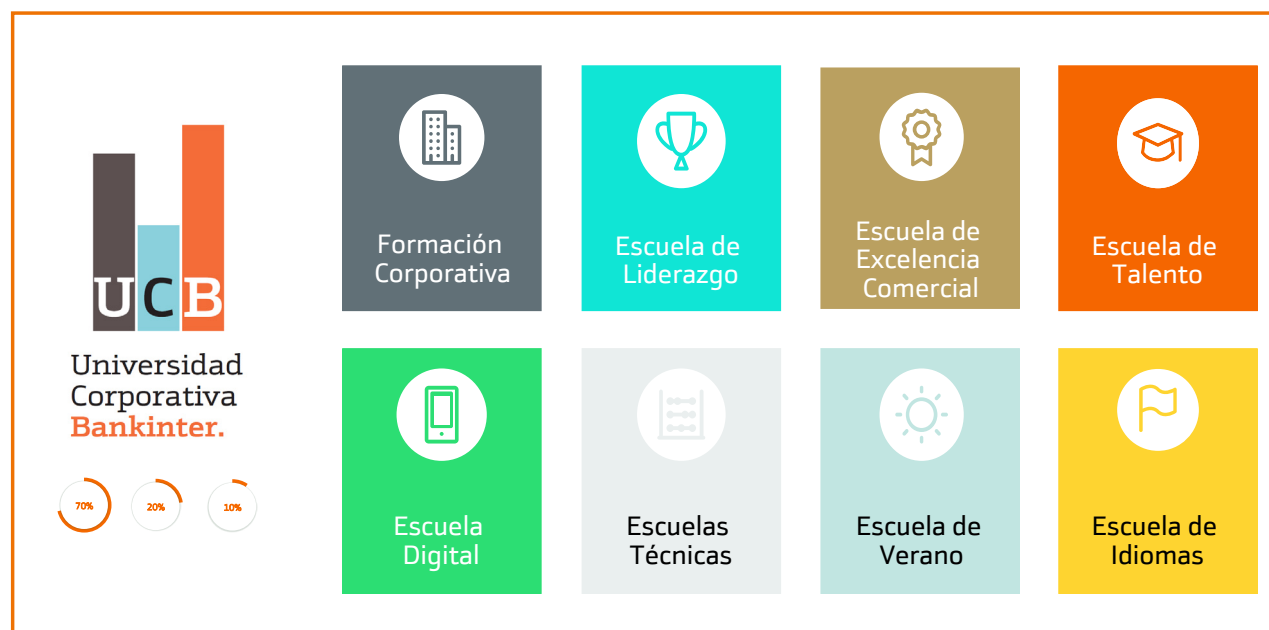 UCB
Universidad
Corporativa
Bankinter.
70%
20%
10%
Formación
Corporativa
Escuela de
Liderazgo
Escuela de
Excelencia
Comercial
Escuela de
Talento
Escuela
Digital
Escuelas
Técnicas
Escuela de
Verano
Escuela de
Idiomas